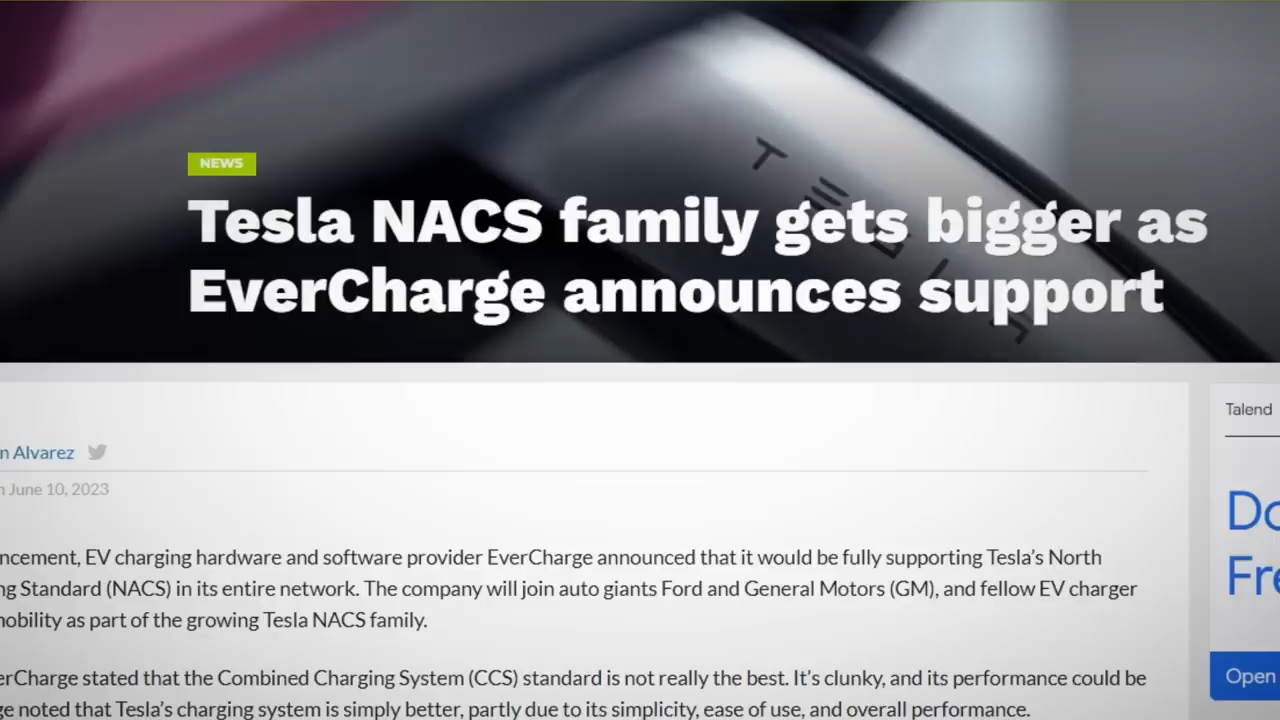 NEWS
TESLA
Tesla NACS family gets bigger as
EverCharge announces support
n Alvarez
June 10, 2023
ncement, EV charging hardware and software provider EverCharge announced that it would be fully supporting Tesla's North
ng Standard (NACS) in its entire network. The company will join auto giants Ford and General Motors (GM), and fellow EV charger
nobility as part of the growing Tesla NACS family.
erCharge stated that the Combined Charging System (CCS) standard is not really the best. It's clunky, and its performance could be
ge noted that Tesla's charging system is simply better, partly due to its simplicity, ease of use, and overall performance.
Talend
Do
Fre
Open